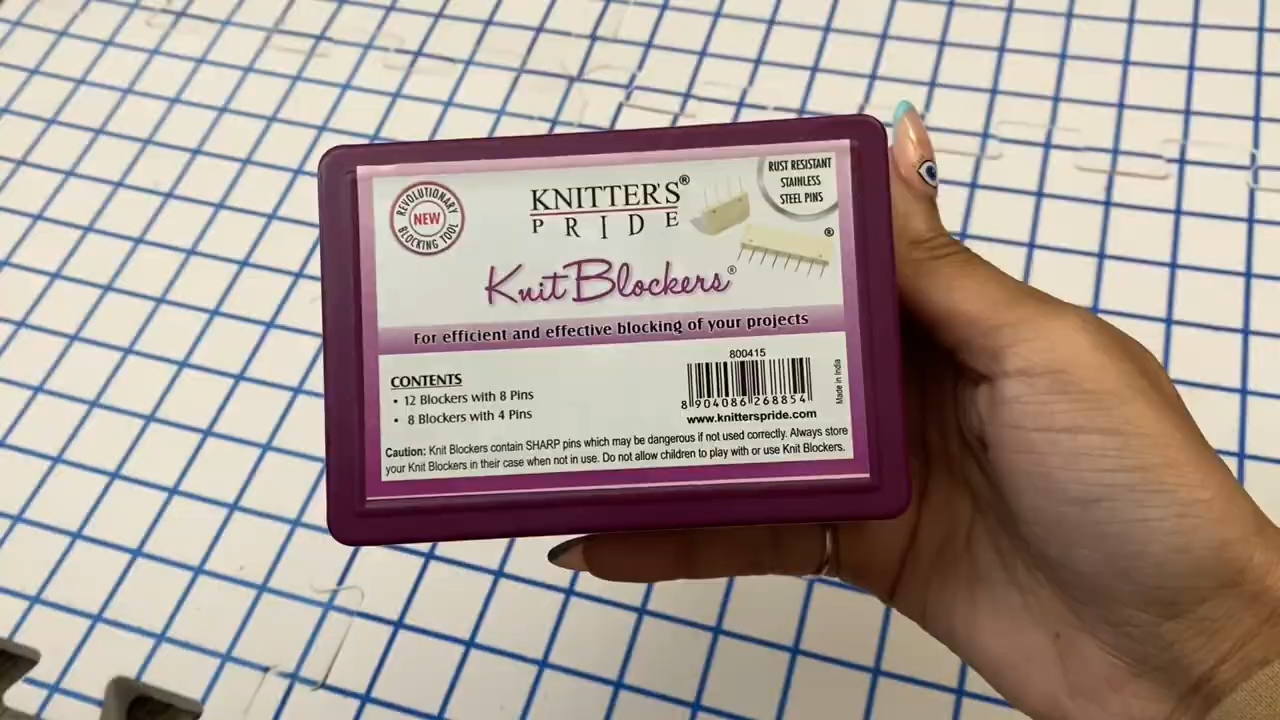 REVOLUTIONARY
NEW
BLOCKING TOOL
KNITTER'S®
PRIDE
RUST RESISTANT
STAINLESS
STEEL PINS
®
Knit Blockers®
For efficient and effective blocking of your projects
CONTENTS
• 12 Blockers with 8 Pins
• 8 Blockers with 4 Pins
800415
8 904086 268854
www.knitterspride.com
Made in India
Caution: Knit Blockers contain SHARP pins which may be dangerous if not used correctly. Always store
your Knit Blockers in their case when not in use. Do not allow children to play with or use Knit Blockers.